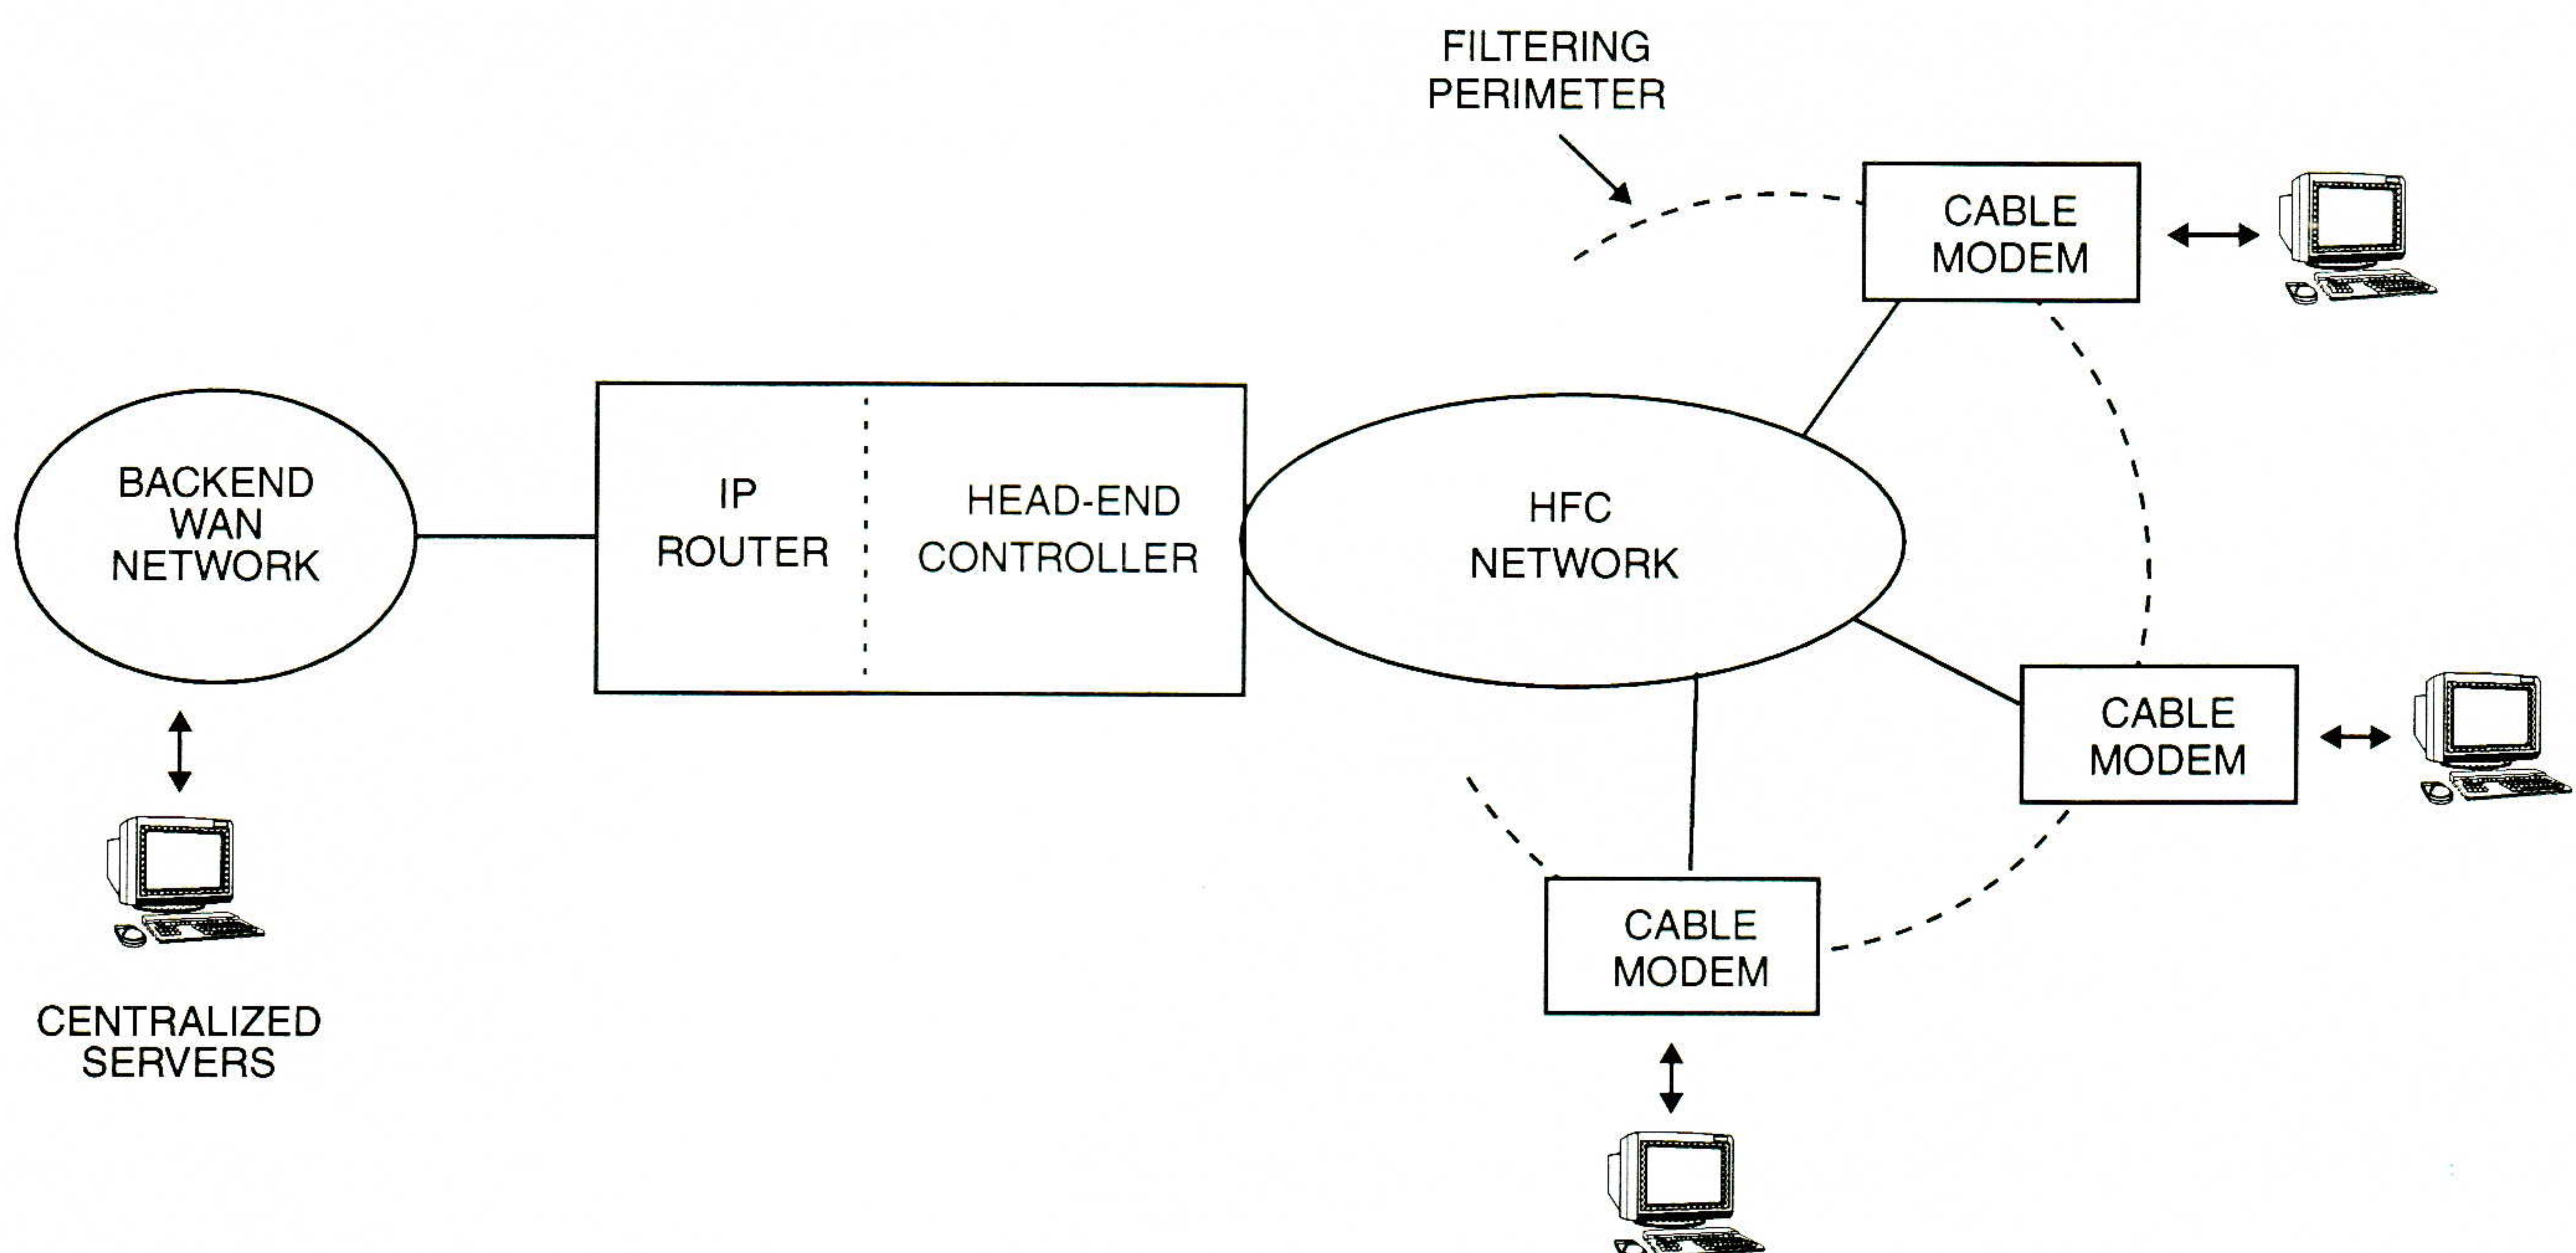 FILTERING
PERIMETER
CABLE
MODEM
BACKEND
WAN
NETWORK
IP
ROUTER
HEAD-END
CONTROLLER
HFC
NETWORK
CABLE
MODEM
CABLE
MODEM
CENTRALIZED
SERVERS